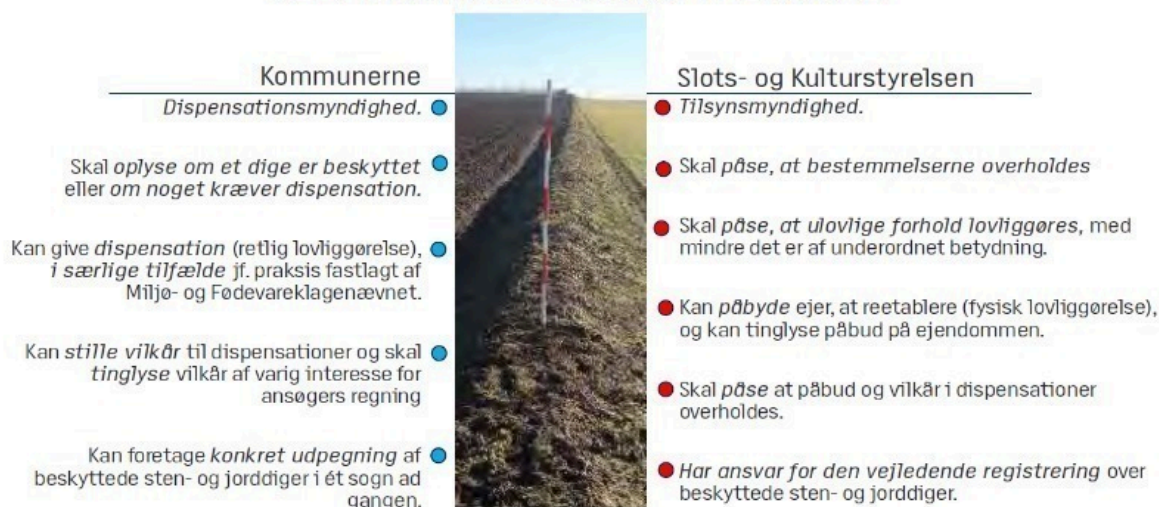 Kommunerne
Dispensationsmyndighed.
Skal oplyse om et dige er beskyttet
eller om noget kræver dispensation.
Kan give dispensation (retlig lovliggørelse),
i særlige tilfælde jf. praksis fastlagt af
Miljø- og Fødevareklagenævnet.
Kan stille vilkår til dispensationer og skal
tinglyse vilkår af varig interesse for
ansøgers regning
Kan foretage konkret udpegning af
beskyttede sten- og jorddiger i ét sogn ad
gangen.
Slots- og Kulturstyrelsen
Tilsynsmyndighed.
Skal påse, at bestemmelserne overholdes
Skal påse, at ulovlige forhold lovliggøres, med
mindre det er af underordnet betydning.
Kan påbyde ejer, at reetablere (fysisk lovliggørelse),
og kan tinglyse påbud på ejendommen.
Skal påse at påbud og vilkår i dispensationer
overholdes.
Har ansvar for den vejledende registrering over
beskyttede sten- og jorddiger.